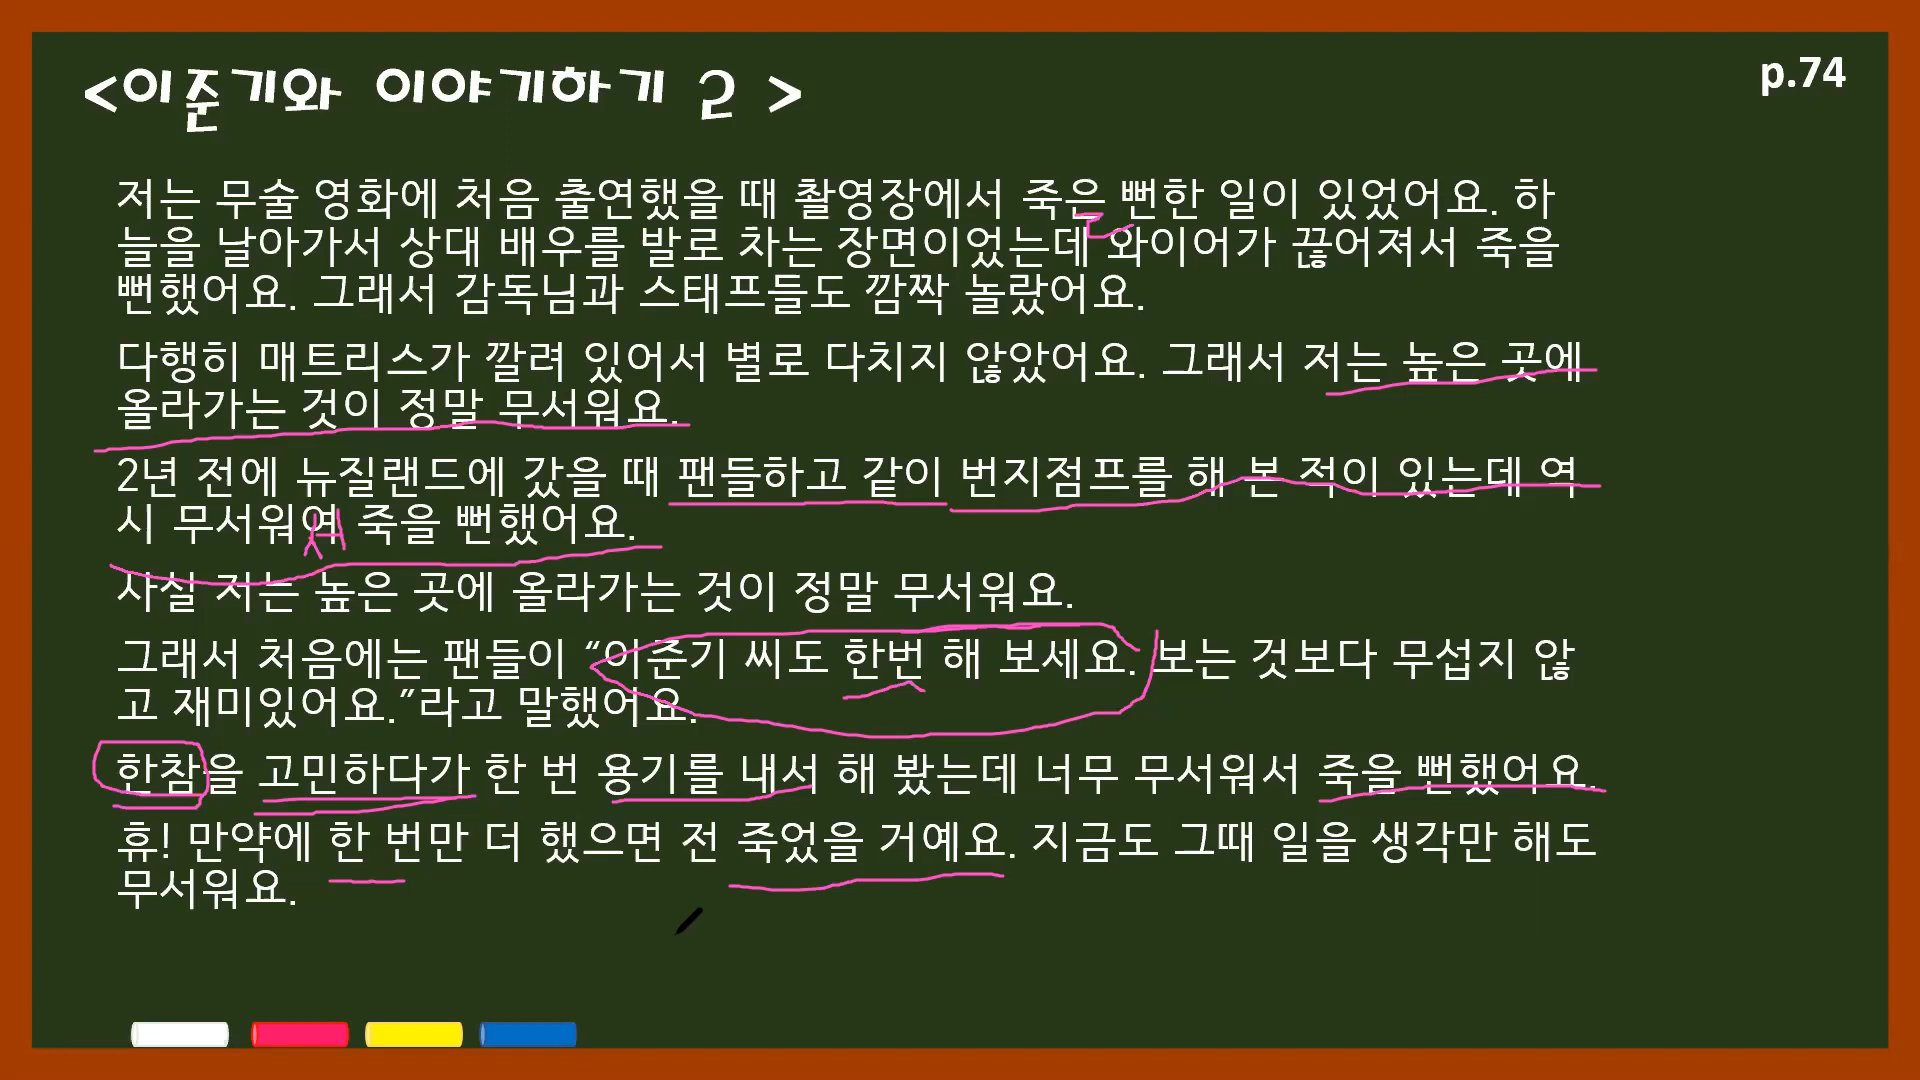 <이준기와 이야기하기 2 >
p.74
저는 무술 영화에 처음 출연했을 때 촬영장에서 죽은 뻔한 일이 있었어요. 하
늘을 날아가서 상대 배우를 발로 차는 장면이었는데 와이어가 끊어져서 죽을
뻔했어요. 그래서 감독님과 스태프들도 깜짝 놀랐어요.
다행히 매트리스가 깔려 있어서 별로 다치지 않았어요. 그래서 저는 높은 곳에
올라가는 것이 정말 무서워요.
2년 전에 뉴질랜드에 갔을 때 팬들하고 같이 번지점프를 해 본 적이 있는데 역
시 무서워 죽을 뻔했어요.
사실 저는 높은 곳에 올라가는 것이 정말 무서워요.
그래서 처음에는 팬들이 “이준기 씨도 한번 해 보세요. 보는 것보다 무섭지 않
고 재미있어요.”라고 말했어요.
한참을 고민하다가 한 번 용기를 내서 해 봤는데 너무 무서워서 죽을 뻔했어요.
휴! 만약에 한 번만 더 했으면 전 죽었을 거예요. 지금도 그때 일을 생각만 해도
무서워요.